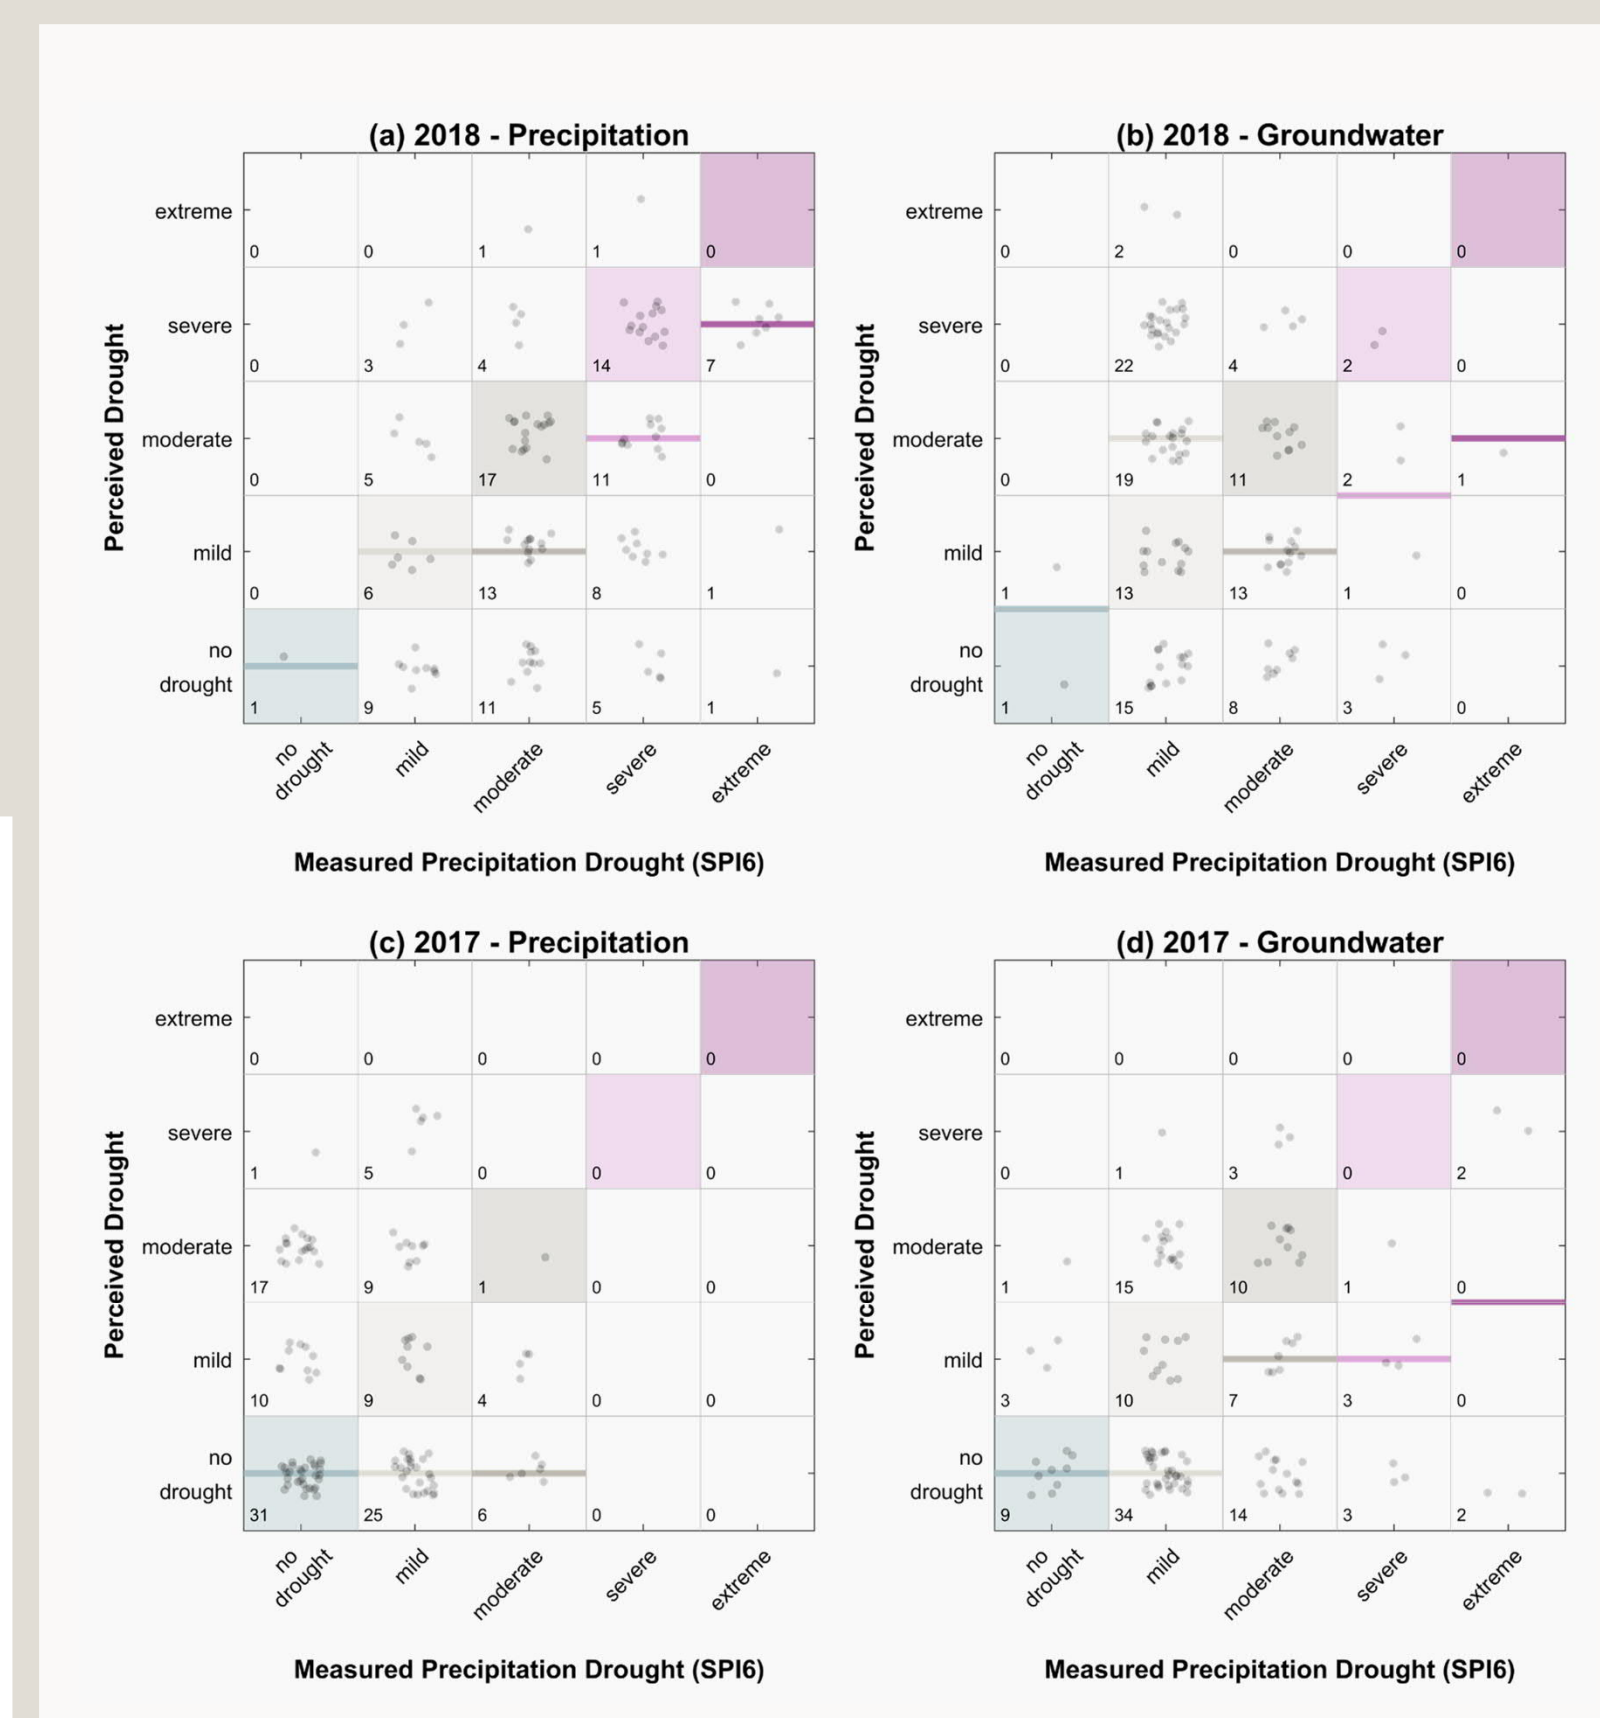 (a) 2018 - Precipitation
Perceived Drought
extreme
0 0 1 1 0
severe
0 3 4 14 7
moderate
0 5 17 11 0
mild
0 6 13 8 1
no
drought
1 9 11 5 1
no
drought
mild
moderate
severe
extreme
Measured Precipitation Drought (SPI6)
(b) 2018 - Groundwater
Perceived Drought
extreme
0 2 0 0 0
severe
0 22 4 2 0
moderate
0 19 11 2 1
mild
1 13 13 1 0
no
drought
1 15 8 3 0
no
drought
mild
moderate
severe
extreme
Measured Precipitation Drought (SPI6)
(c) 2017 - Precipitation
Perceived Drought
extreme
0 0 0 0 0
severe
1 5 0 0 0
moderate
17 9 1 0 0
mild
10 9 4 0 0
no
drought
31 25 6 0 0
no
drought
mild
moderate
severe
extreme
Measured Precipitation Drought (SPI6)
(d) 2017 - Groundwater
Perceived Drought
extreme
0 0 0 0 0
severe
0 1 3 0 2
moderate
1 15 10 1 0
mild
3 10 7 3 0
no
drought
9 34 14 3 2
no
drought
mild
moderate
severe
extreme
Measured Precipitation Drought (SPI6)